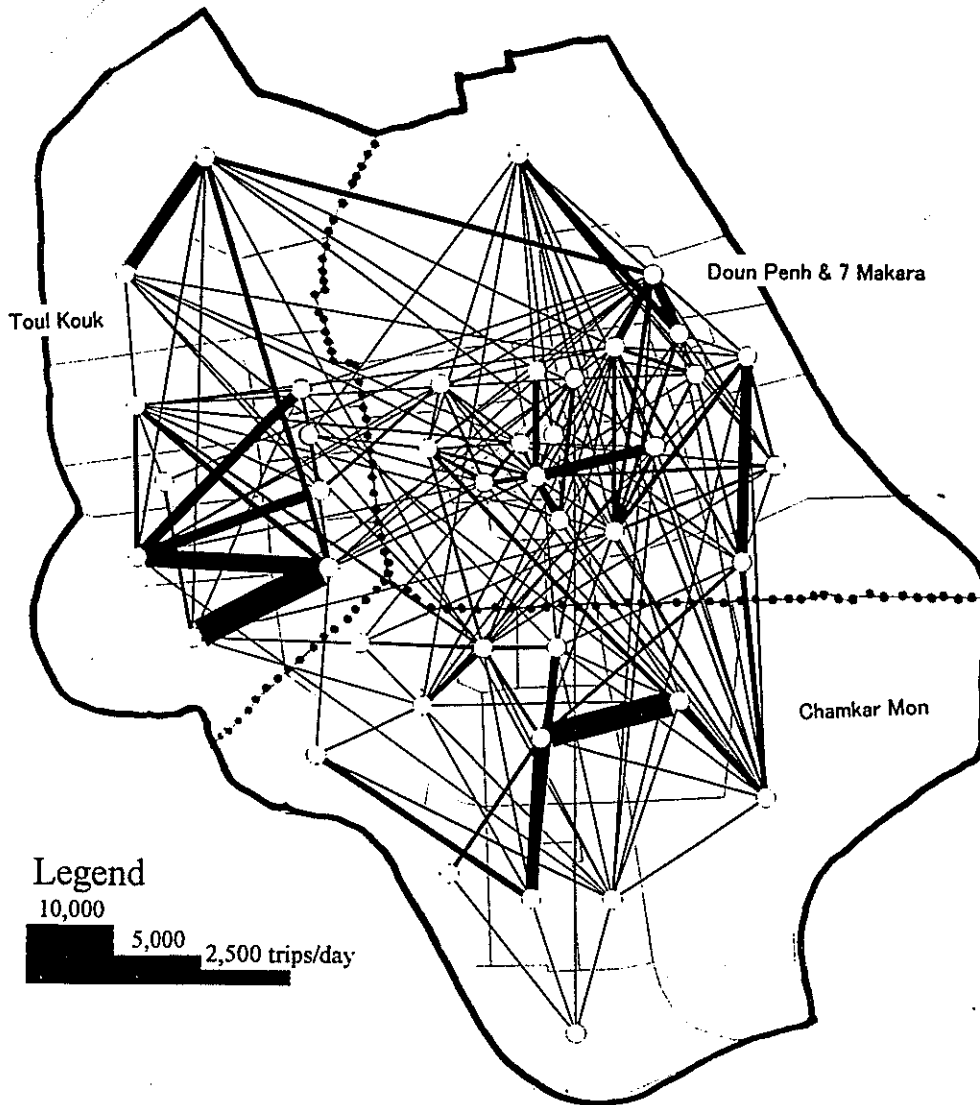 Doun Penh & 7 Makara
Toul Kouk
Chamkar Mon
Legend
10,000
5,000
2,500 trips/day